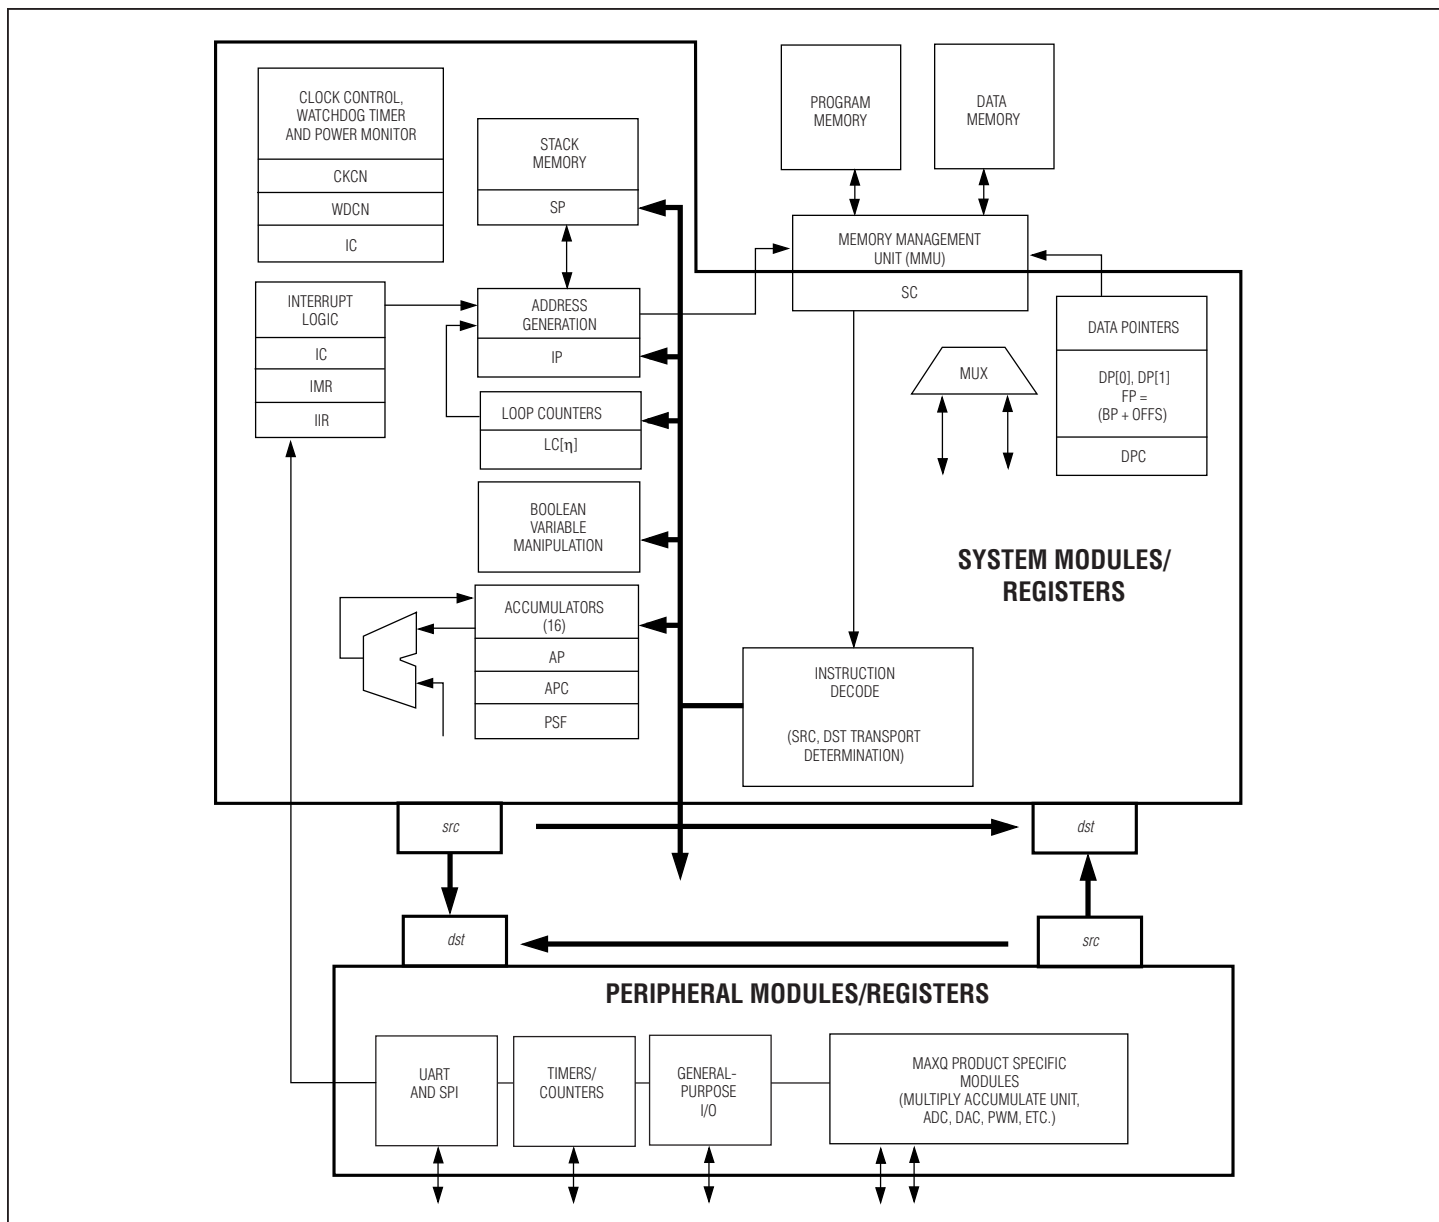 CLOCK CONTROL,
WATCHDOG TIMER
AND POWER MONITOR
CKCN
WDCN
IC
STACK
MEMORY
SP
PROGRAM
MEMORY
DATA
MEMORY
MEMORY MANAGEMENT
UNIT (MMU)
SC
INTERRUPT
LOGIC
IC
IMR
IIR
ADDRESS
GENERATION
IP
LOOP COUNTERS
LC[η]
MUX
DATA POINTERS
DP[0], DP[1]
FP =
(BP + OFFS)
DPC
BOOLEAN
VARIABLE
MANIPULATION
SYSTEM MODULES/
REGISTERS
ACCUMULATORS
(16)
AP
APC
PSF
INSTRUCTION
DECODE
(SRC, DST TRANSPORT
DETERMINATION)
src
dst
dst
src
PERIPHERAL MODULES/REGISTERS
UART
AND SPI
TIMERS/
COUNTERS
GENERAL-
PURPOSE
I/O
MAXQ PRODUCT SPECIFIC
MODULES
(MULTIPLY ACCUMULATE UNIT,
ADC, DAC, PWM, ETC.)